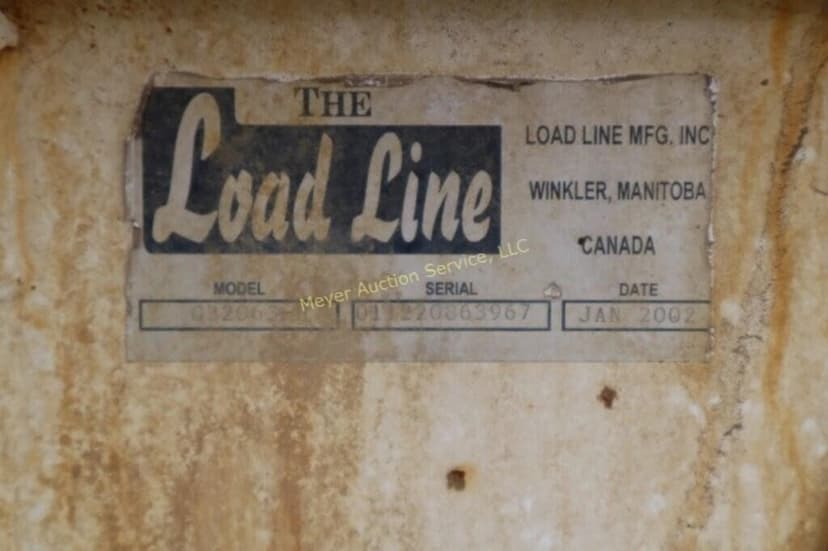 THE
Load Line
LOAD LINE MFG. INC
WINKLER, MANITOBA
CANADA
Meyer Auction Service, LLC
MODEL SERIAL DATE
JAN 2002